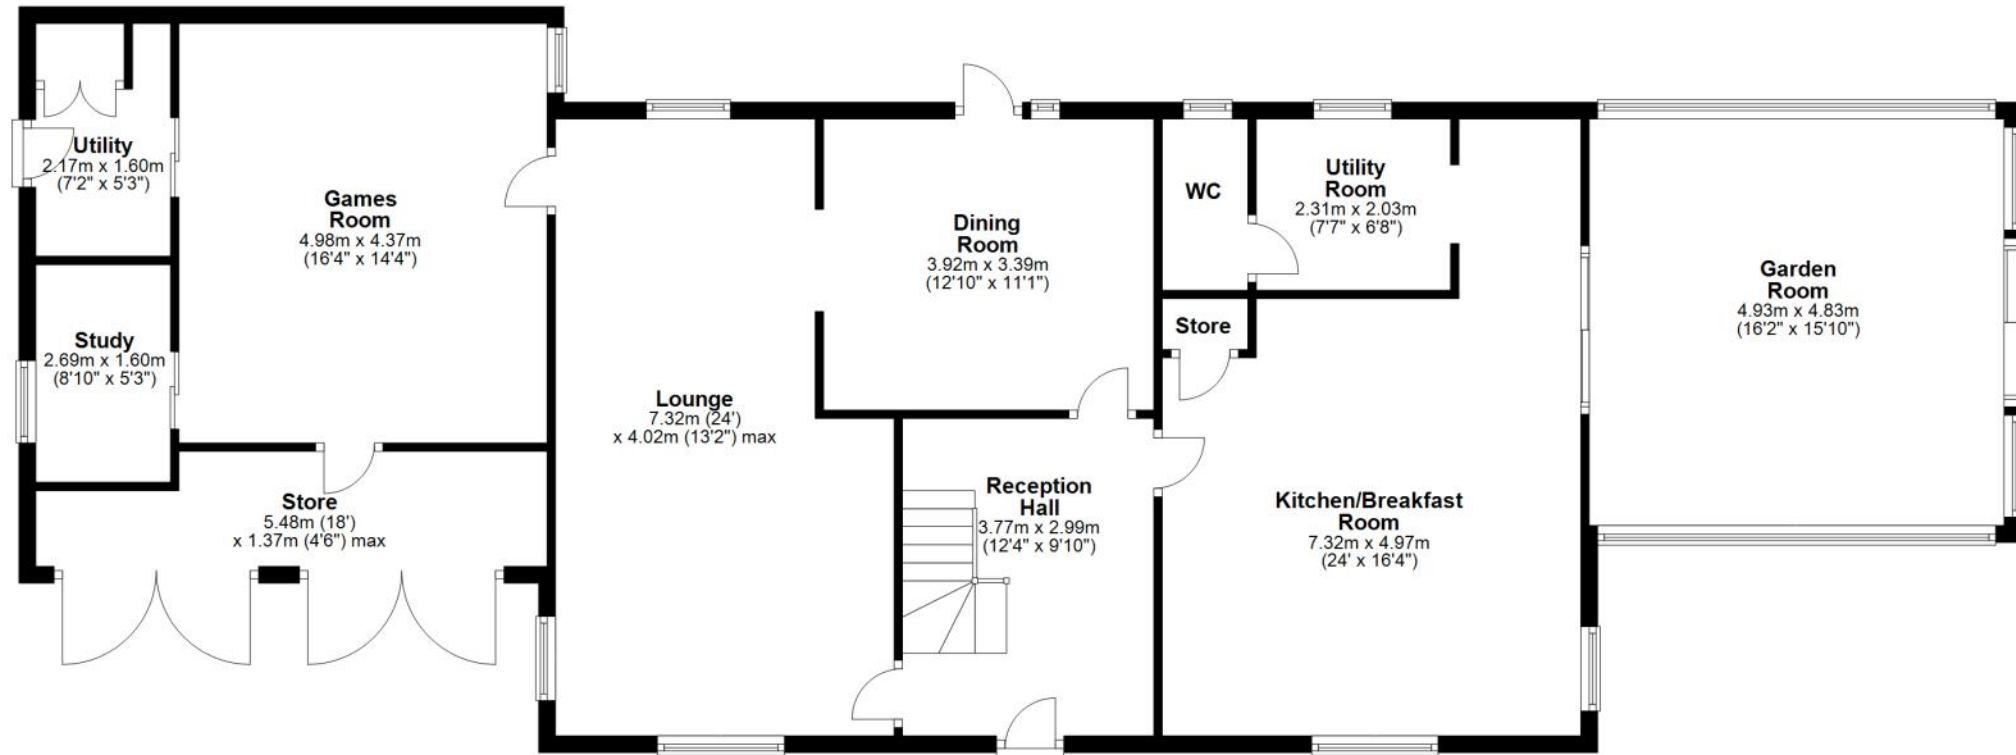 Utility
2.17m x 1.60m
(7'2" x 5'3")
Games
Room
4.98m x 4.37m
(16'4" x 14'4")
Study
2.69m x 1.60m
(8'10" x 5'3")
Store
5.48m (18')
x 1.37m (4'6") max
Lounge
7.32m (24')
x 4.02m (13'2") max
Dining
Room
3.92m x 3.39m
(12'10" x 11'1")
Reception
Hall
3.77m x 2.99m
(12'4" x 9'10")
WC
Utility
Room
2.31m x 2.03m
(7'7" x 6'8")
Store
Kitchen/Breakfast
Room
7.32m x 4.97m
(24' x 16'4")
Garden
Room
4.93m x 4.83m
(16'2" x 15'10")